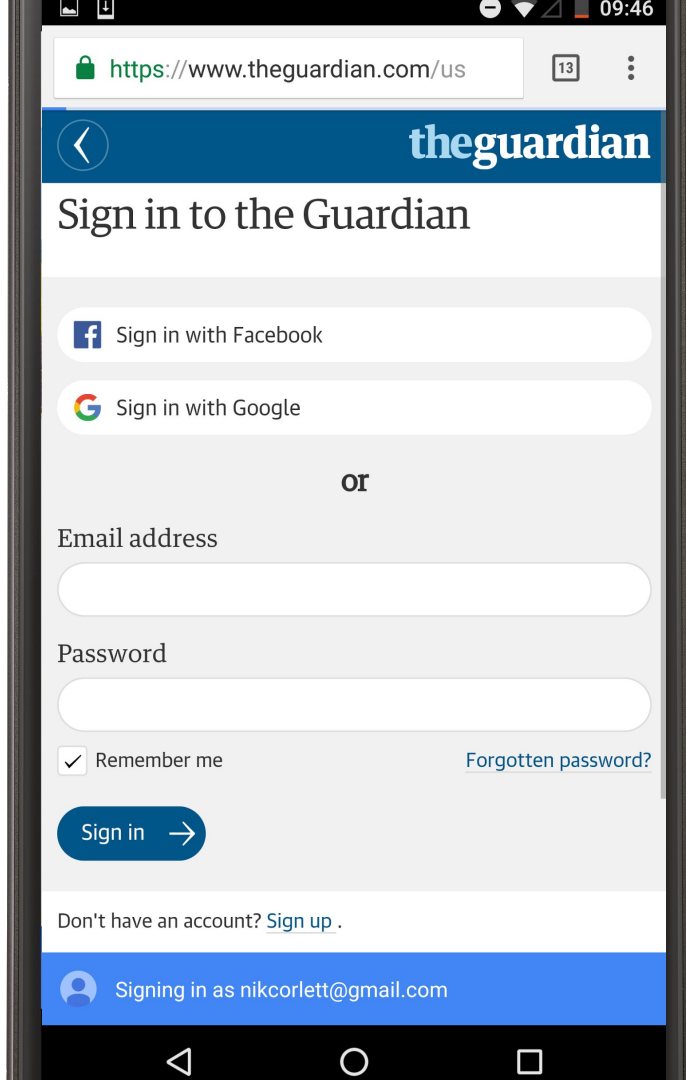 09:46
https://www.theguardian.com/us
13
theguardian
Sign in to the Guardian
Sign in with Facebook
Sign in with Google
or
Email address
Password
Remember me
Forgotten password?
Sign in
Don't have an account? Sign up .
Signing in as nikcorlett@gmail.com